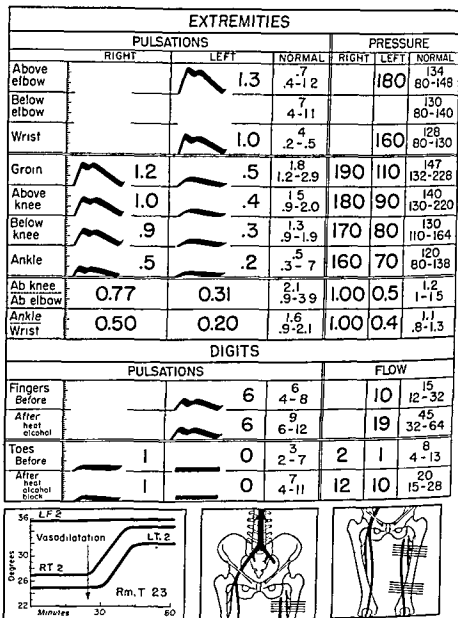 EXTREMITIES
PULSATIONS PRESSURE
RIGHT LEFT NORMAL RIGHT LEFT NORMAL
Above elbow 1.3 .7 .4-1 2 180 134 80-148
Below elbow 7 4-11 130 80-140
Wrist 1.0 4 .2-.5 160 128 80-130
Groin 1.2 .5 1.8 1.2-2.9 190 110 147 132-228
Above knee 1.0 .4 1 5 .9-2.0 180 90 140 130-220
Below knee .9 .3 1.3 .9-1.9 170 80 130 110-164
Ankle .5 .2 .5 .3- 7 160 70 120 80-138
Ab knee Ab elbow 0.77 0.31 2.1 .9-3 9 1.00 0.5 1.2 1-1 5
Ankle Wrist 0.50 0.20 1.6 .9-2.1 1.00 0.4 1.1 .8-1.3
DIGITS
PULSATIONS FLOW
Fingers Before 6 6 4-8 10 15 12-32
After heat alcohol 6 9 6-12 19 45 32-64
Toes Before 1 0 3 2-7 2 1 8 4-13
After heat alcohol block 1 0 7 4-11 12 10 20 15-28
36 LF 2
Vasodilatation LT. 2
Degrees
30
RT 2
26
Rm. T 23
22
Minutes 30 60